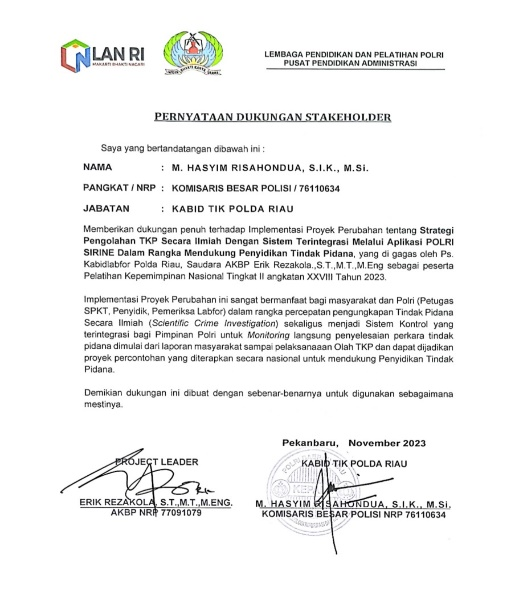 LAN RI
MAKARTI BHAKTI NAGARI
LEMBAGA PENDIDIKAN DAN PELATIHAN POLRI
PUSAT PENDIDIKAN ADMINISTRASI
PERNYATAAN DUKUNGAN STAKEHOLDER
Saya yang bertandatangan dibawah ini :
NAMA : M. HASYIM RISAHONDUA, S.I.K., M.Si.
PANGKAT / NRP : KOMISARIS BESAR POLISI / 76110634
JABATAN : KABID TIK POLDA RIAU
Memberikan dukungan penuh terhadap Implementasi Proyek Perubahan tentang Strategi
Pengolahan TKP Secara Ilmiah Dengan Sistem Terintegrasi Melalui Aplikasi POLRI
SIRINE Dalam Rangka Mendukung Penyidikan Tindak Pidana, yang di gagas oleh Ps.
Kabidlabfor Polda Riau, Saudara AKBP Erik Rezakola.,S.T.,M.T.,M.Eng sebagai peserta
Pelatihan Kepemimpinan Nasional Tingkat II angkatan XXVIII Tahun 2023.
Implementasi Proyek Perubahan ini sangat bermanfaat bagi masyarakat dan Polri (Petugas
SPKT, Penyidik, Pemeriksa Labfor) dalam rangka percepatan pengungkapan Tindak Pidana
Secara Ilmiah (Scientific Crime Investigation) sekaligus menjadi Sistem Kontrol yang
terintegrasi bagi Pimpinan Polri untuk Monitoring langsung penyelesaian perkara tindak
pidana dimulai dari laporan masyarakat sampai pelaksanaaan Olah TKP dan dapat dijadikan
proyek percontohan yang diterapkan secara nasional untuk mendukung Penyidikan Tindak
Pidana.
Demikian dukungan ini dibuat dengan sebenar-benarnya untuk digunakan sebagaimana
mestinya.
Pekanbaru, November 2023
PROJECT LEADER
ERIK REZAKOLA, S.T.,M.T.,M.ENG.
AKBP NRP 77091079
KABID TIK POLDA RIAU
M. HASYIM RISAHONDUA, S.I.K., M.Si.
KOMISARIS BESAR POLISI NRP 76110634